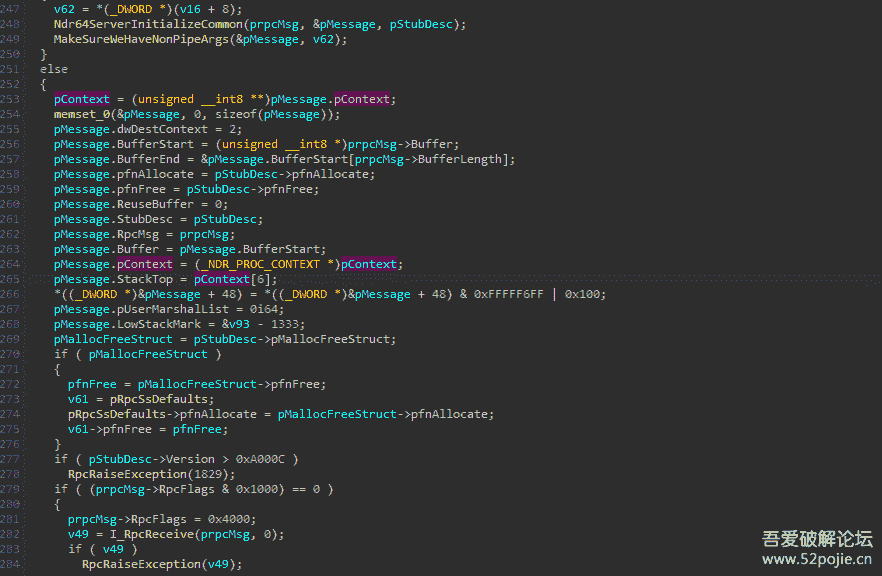 247 v62 = *(_DWORD *)(v16 + 8);
248 Ndr64ServerInitializeCommon(prpcMsg, &pMessage, pStubDesc);
249 MakeSureWeHaveNonPipeArgs(&pMessage, v62);
250 }
251 else
252 {
253 pContext = (unsigned __int8 **)pMessage.pContext;
254 memset_0(&pMessage, 0, sizeof(pMessage));
255 pMessage.dwDestContext = 2;
256 pMessage.BufferStart = (unsigned __int8 *)prpcMsg->Buffer;
257 pMessage.BufferEnd = &pMessage.BufferStart[prpcMsg->BufferLength];
258 pMessage.pfnAllocate = pStubDesc->pfnAllocate;
259 pMessage.pfnFree = pStubDesc->pfnFree;
260 pMessage.ReuseBuffer = 0;
261 pMessage.StubDesc = pStubDesc;
262 pMessage.RpcMsg = prpcMsg;
263 pMessage.Buffer = pMessage.BufferStart;
264 pMessage.pContext = (_NDR_PROC_CONTEXT *)pContext;
265 pMessage.StackTop = pContext[6];
266 *((_DWORD *)&pMessage + 48) = *((_DWORD *)&pMessage + 48) & 0xFFFFF6FF | 0x100;
267 pMessage.pUserMarshalList = 0i64;
268 pMessage.LowStackMark = &v93 - 1333;
269 pMallocFreeStruct = pStubDesc->pMallocFreeStruct;
270 if ( pMallocFreeStruct )
271 {
272 pfnFree = pMallocFreeStruct->pfnFree;
273 v61 = pRpcSsDefaults;
274 pRpcSsDefaults->pfnAllocate = pMallocFreeStruct->pfnAllocate;
275 v61->pfnFree = pfnFree;
276 }
277 if ( pStubDesc->Version > 0xA000C )
278 RpcRaiseException(1829);
279 if ( (prpcMsg->RpcFlags & 0x1000) == 0 )
280 {
281 prpcMsg->RpcFlags = 0x4000;
282 v49 = I_RpcReceive(prpcMsg, 0);
283 if ( v49 )
284 RpcRaiseException(v49);
吾爱破解论坛
www.52pojie.cn